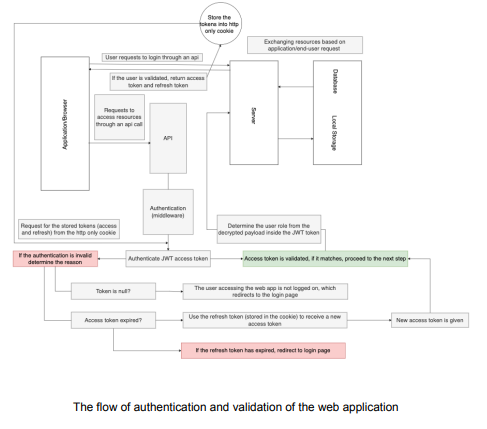 Store the
tokens into http
only cookie
Exchanging resources based on
application/end-user request
User requests to login through an api
If the user is validated, return access
token and refresh token
Application/Browser
Requests to
access resources
through an api call
API
Server
Database
Local Storage
Authentication
(middleware)
Request for the stored tokens (access
and refresh) from the http only cookie
Determine the user role from the
decrypted payload inside the JWT token
If the authentication is invalid
determine the reason
Authenticate JWT access token
Access token is validated, if it matches, proceed to the next step
Token is null?
The user accessing the web app is not logged on, which
redirects to the login page
Access token expired?
Use the refresh token (stored in the cookie) to receive a new
access token
New access token is given
If the refresh token has expired, redirect to login page
The flow of authentication and validation of the web application